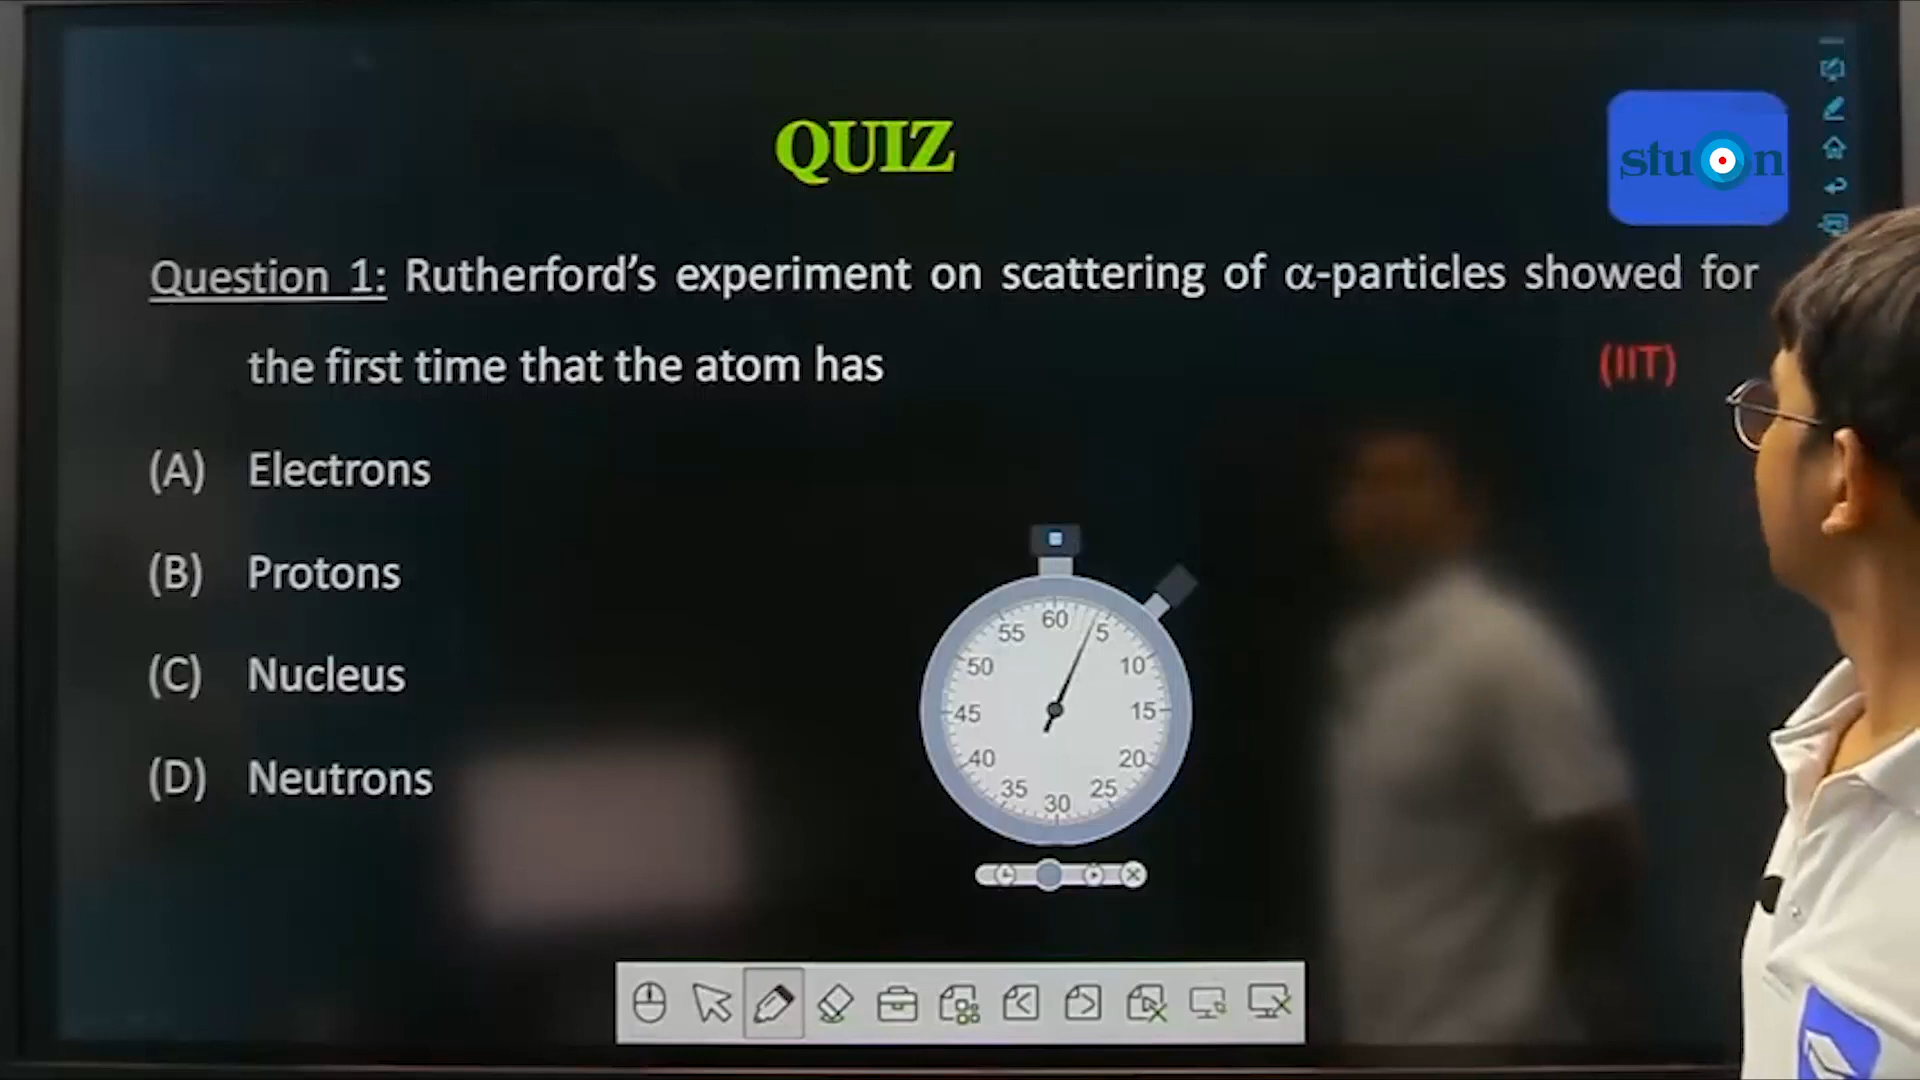 QUIZ
stuOn
Question 1: Rutherford's experiment on scattering of α-particles showed for
the first time that the atom has (IIT)
(A) Electrons
(B) Protons
(C) Nucleus
(D) Neutrons
60
5
10
15
20
25
30
35
40
45
50
55